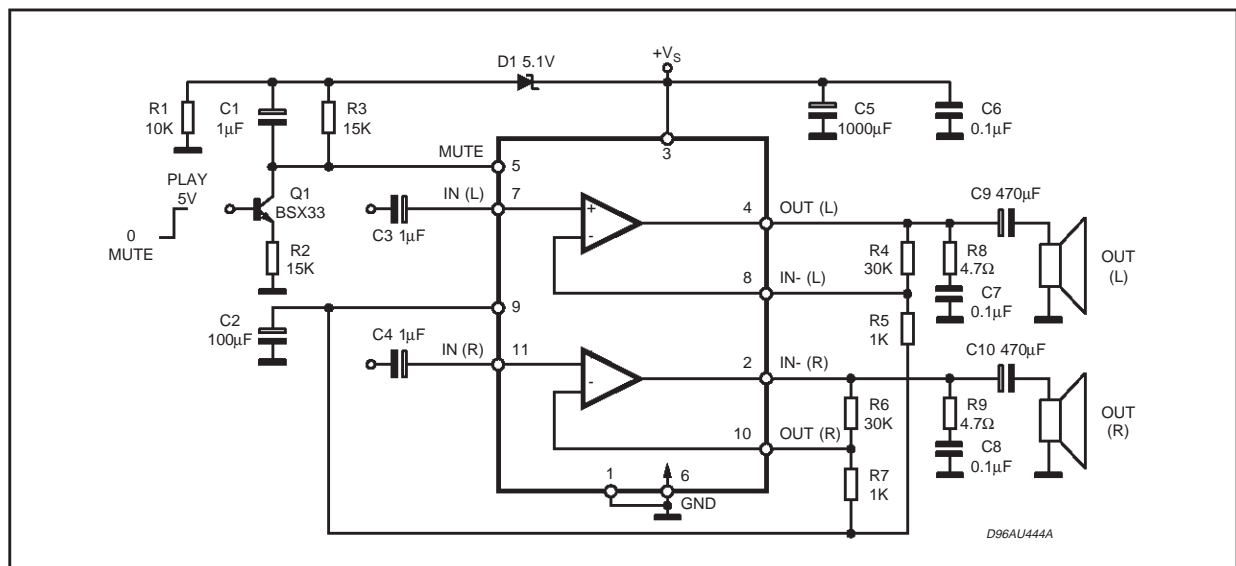 +VS
D1 5.1V
R1
10K
C1
1μF
R3
15K
C5
1000μF
C6
0.1μF
MUTE
5
3
PLAY
5V
0
MUTE
Q1
BSX33
R2
15K
IN (L)
7
C3 1μF
+
-
4
OUT (L)
C9 470μF
R4
30K
R8
4.7Ω
C7
0.1μF
OUT
(L)
8
IN- (L)
R5
1K
C2
100μF
9
C4 1μF
IN (R)
11
-
2
IN- (R)
C10 470μF
R6
30K
R9
4.7Ω
C8
0.1μF
OUT
(R)
10
OUT (R)
R7
1K
1
6
GND
D96AU444A